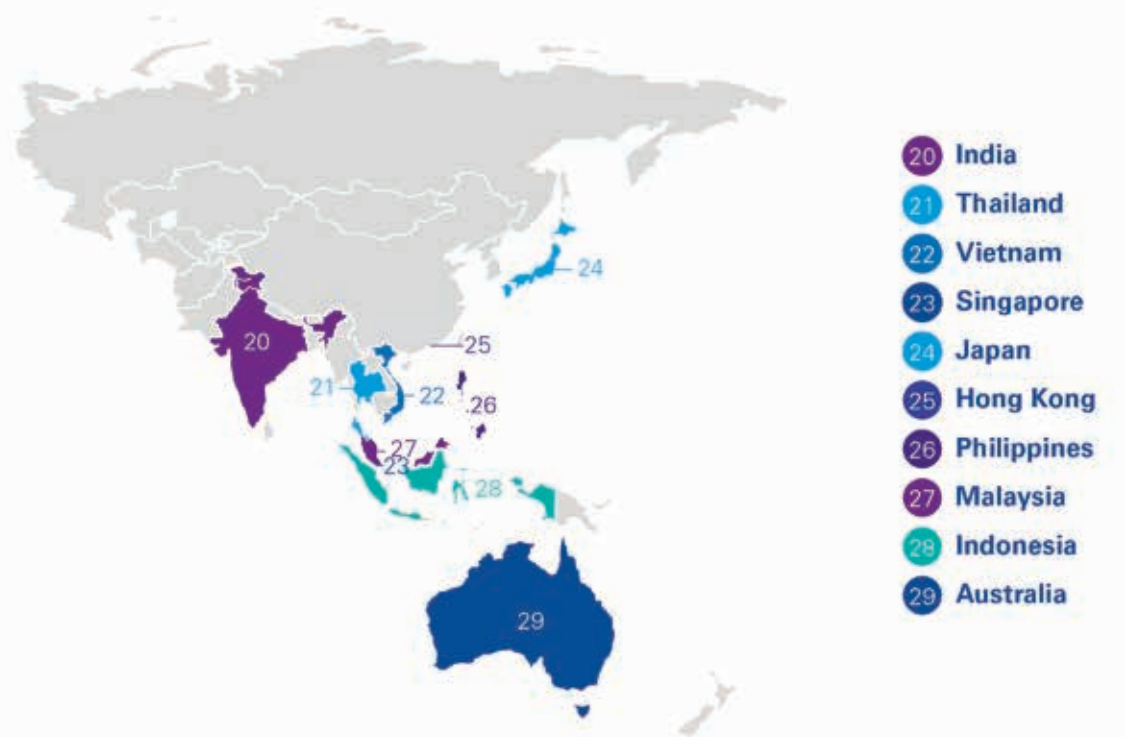 24
20
25
21
22
26
27
23
28
29
20 India
21 Thailand
22 Vietnam
23 Singapore
24 Japan
25 Hong Kong
26 Philippines
27 Malaysia
28 Indonesia
29 Australia